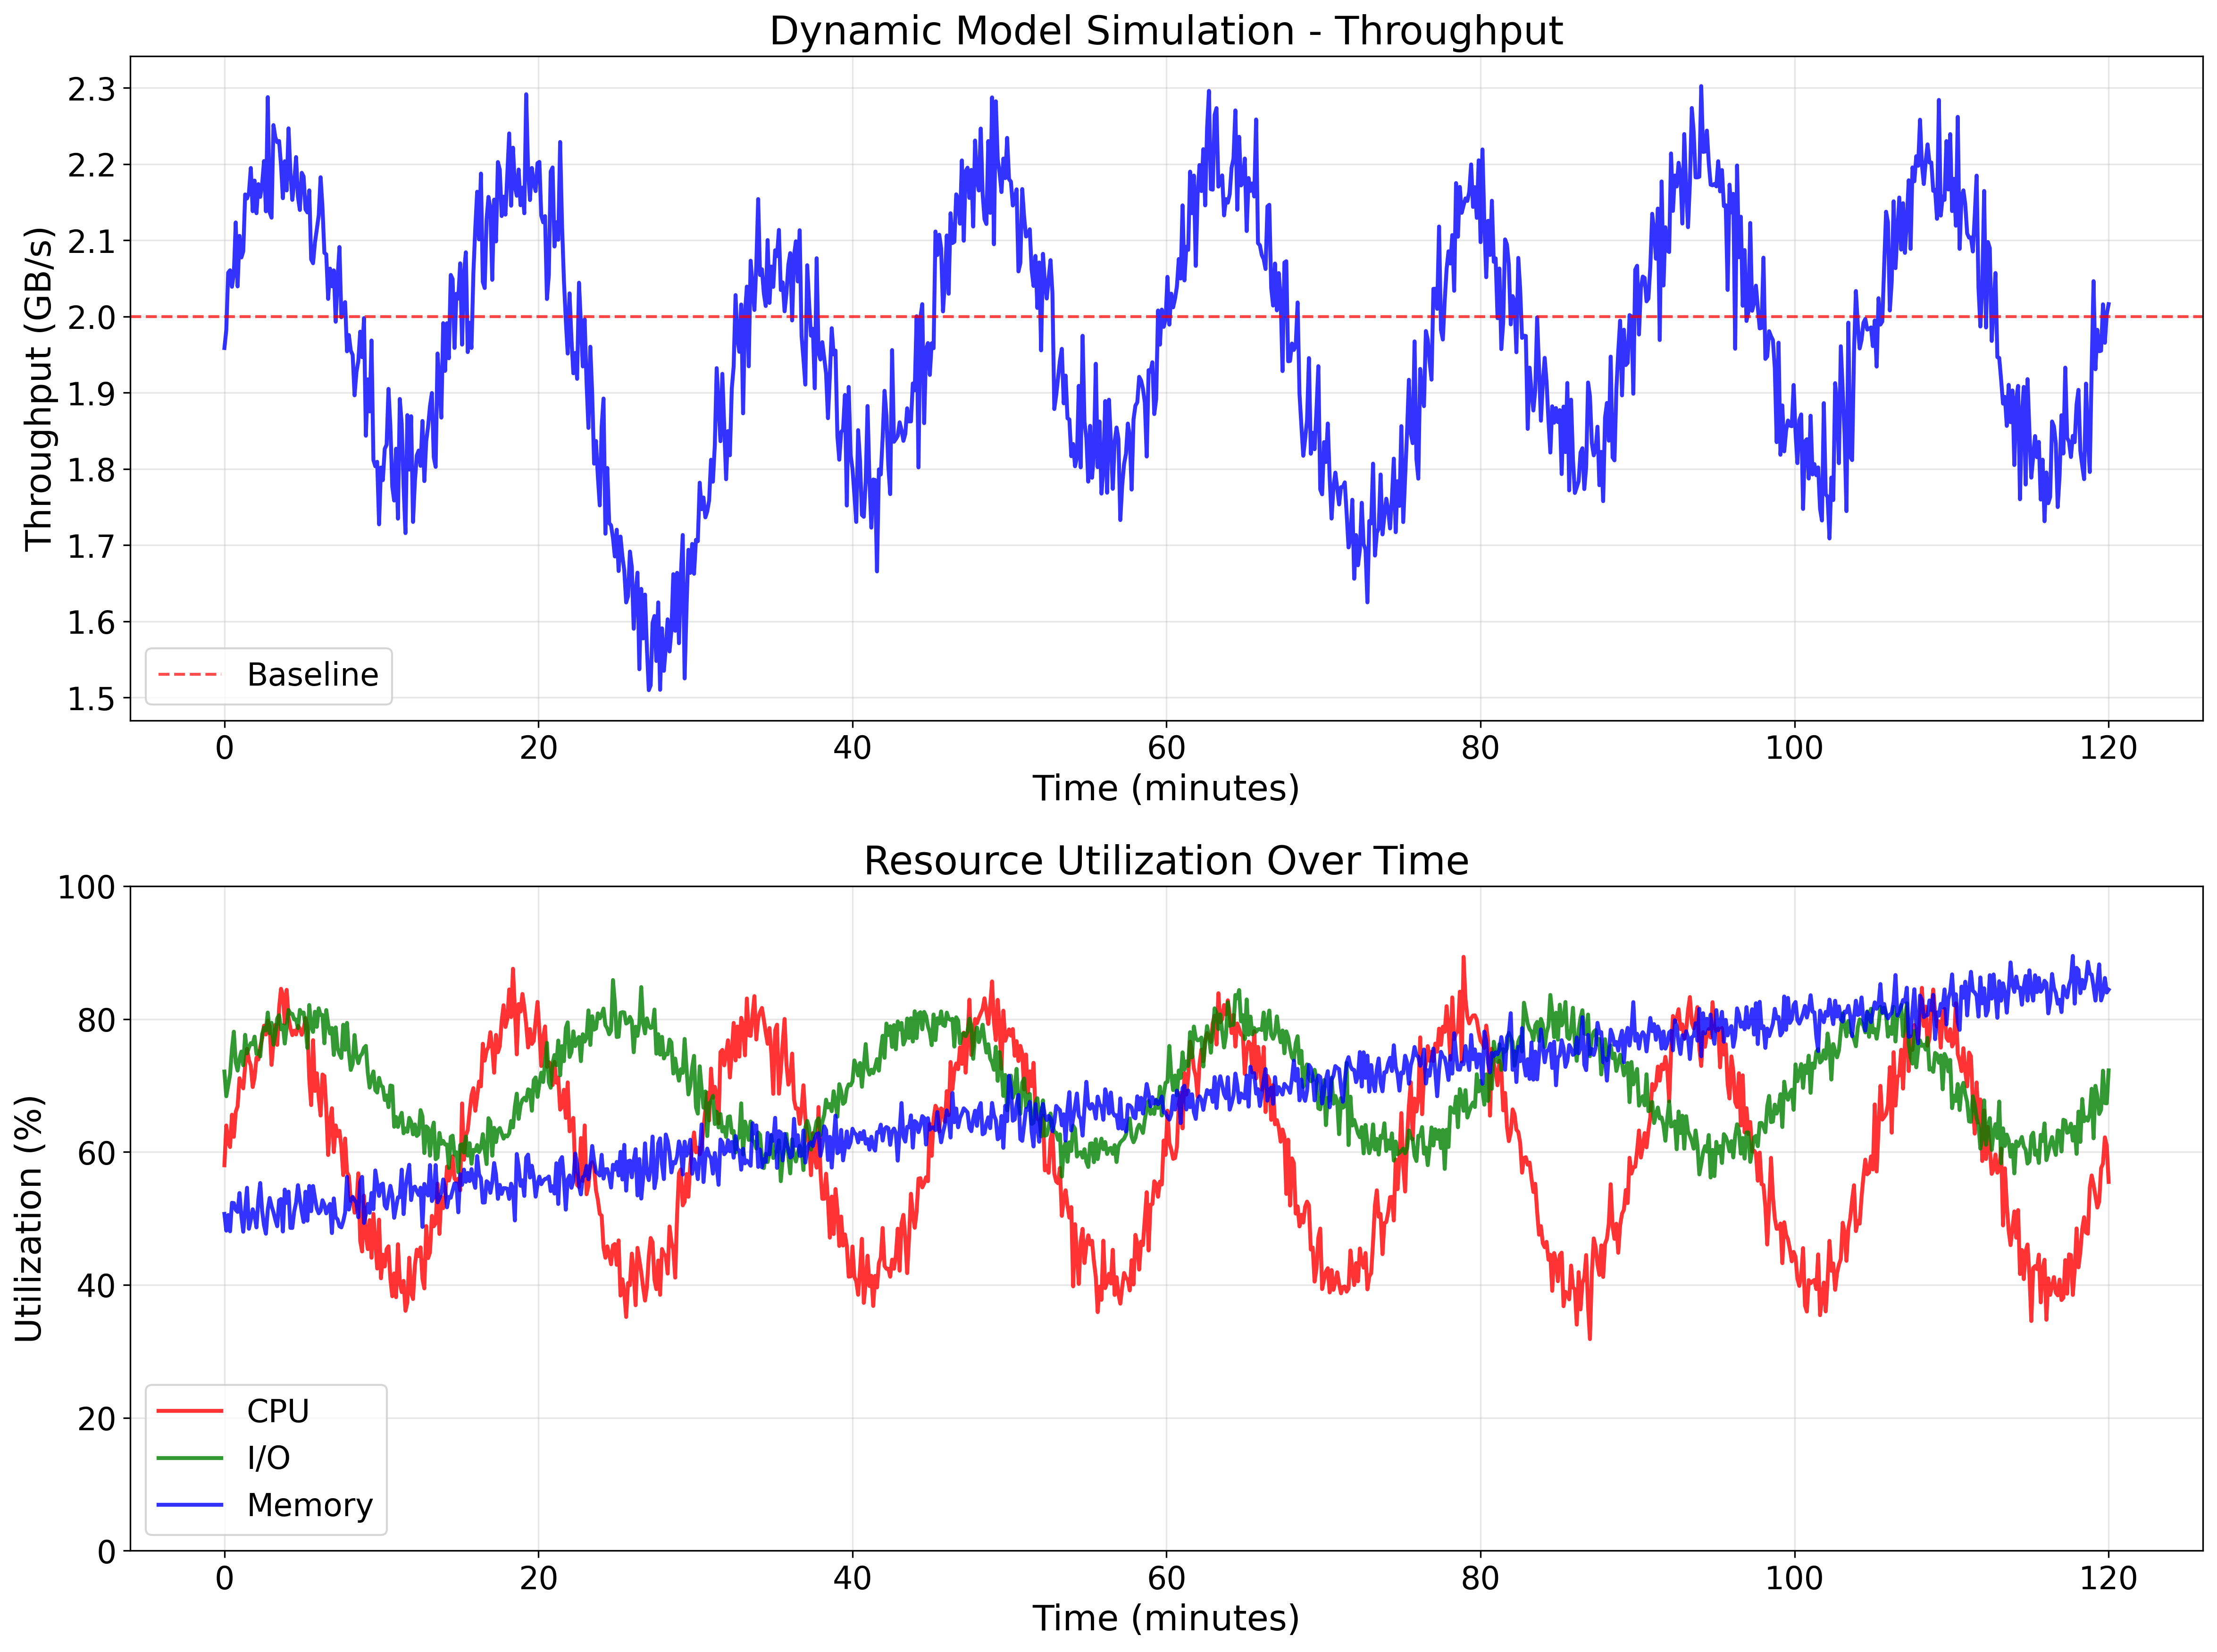 Dynamic Model Simulation - Throughput
Throughput (GB/s)
2.3
2.2
2.1
2.0
1.9
1.8
1.7
1.6
1.5
Baseline
0 20 40 60 80 100 120
Time (minutes)
Resource Utilization Over Time
Utilization (%)
100
80
60
40
20
0
CPU
I/O
Memory
0 20 40 60 80 100 120
Time (minutes)